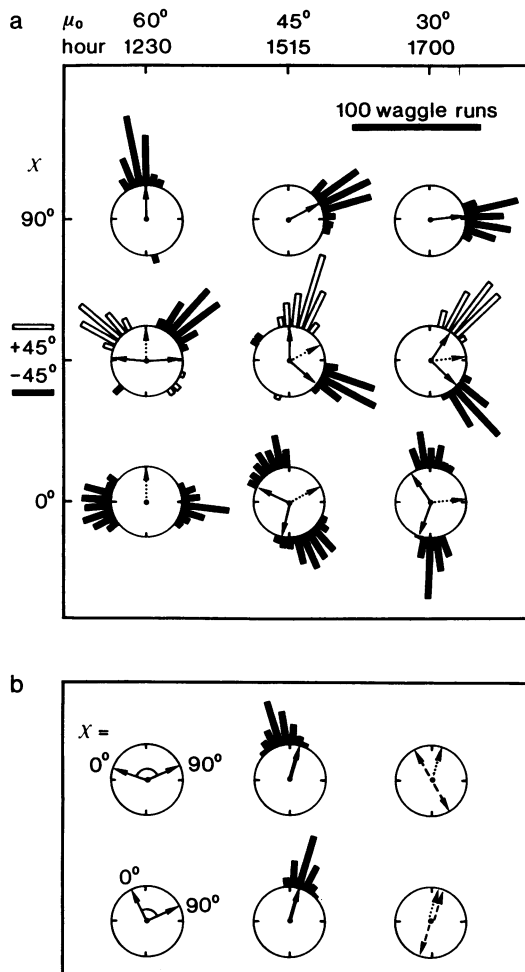 a
μ₀ 60° 45° 30°
hour 1230 1515 1700
100 waggle runs
X
90°
+45°
-45°
0°
b
X =
0° 90°
0°
90°